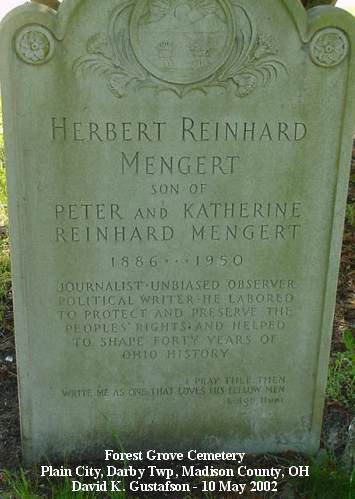 HERBERT REINHARD
MENGERT
SON OF
PETER AND KATHERINE
REINHARD MENGERT
1886···1950
JOURNALIST·UNBIASED OBSERVER
POLITICAL WRITER·HE LABORED
TO PROTECT AND PRESERVE THE
PEOPLES' RIGHTS·AND HELPED
TO SHAPE FORTY YEARS OF
OHIO HISTORY
I PRAY THEE THEN
WRITE ME AS ONE THAT LOVES HIS FELLOW MEN
HUNT
Forest Grove Cemetery
Plain City, Darby Twp, Madison County, OH
David K. Gustafson - 10 May 2002